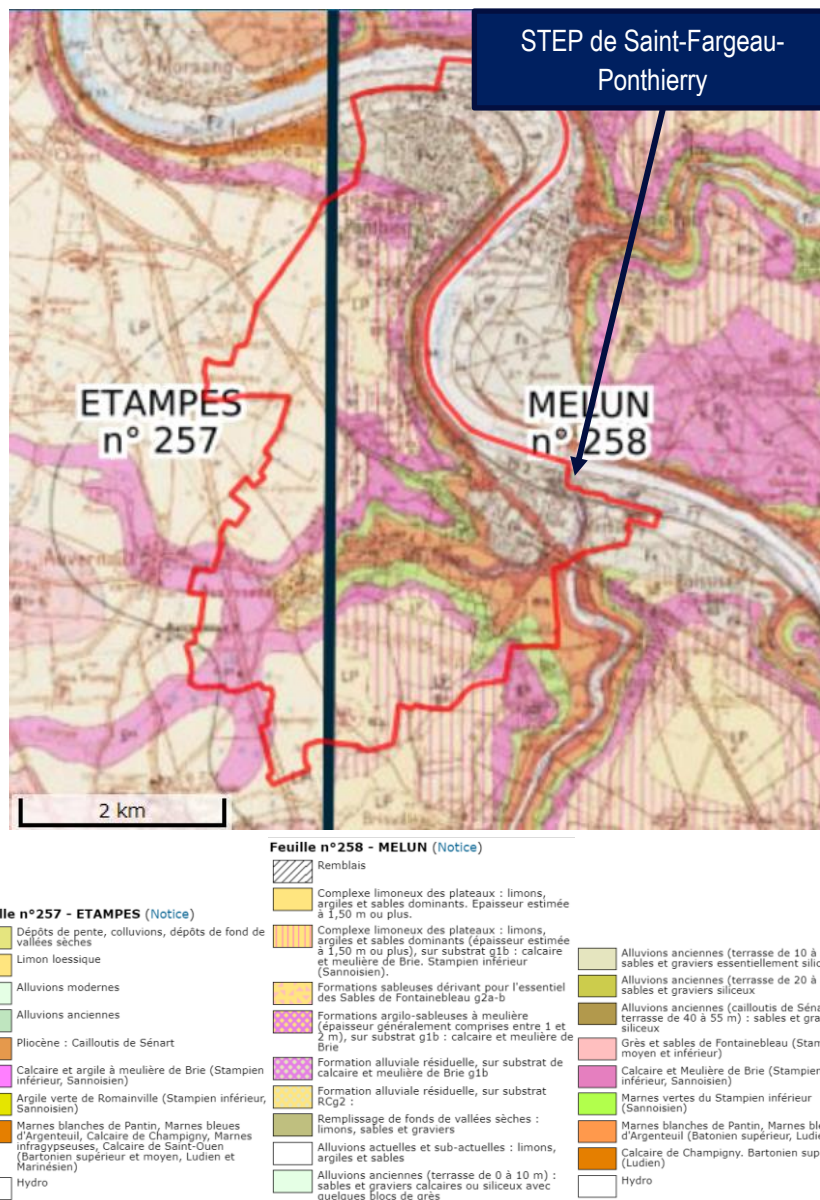 STEP de Saint-Fargeau-
Ponthierry
Morsang
LP
ETAMPES
n° 257
MELUN
n° 258
2 km
Feuille n°258 - MELUN (Notice)
Remblais
Complexe limoneux des plateaux : limons,
argiles et sables dominants. Epaisseur estimée
à 1,50 m ou plus.
Complexe limoneux des plateaux : limons,
argiles et sables dominants (épaisseur estimée
à 1,50 m ou plus), sur substrat g1b : calcaire
et meulière de Brie. Stampien inférieur
(Sannoisien).
Formations sableuses dérivant pour l'essentiel
des Sables de Fontainebleau g2a-b
Formations argilo-sableuses à meulière
(épaisseur généralement comprises entre 1 et
2 m), sur substrat g1b : calcaire et meulière de
Brie
Formation alluviale résiduelle, sur substrat de
calcaire et meulière de Brie g1b
Formation alluviale résiduelle, sur substrat
RCg2 :
Remplissage de fonds de vallées sèches :
limons, sables et graviers
Alluvions actuelles et sub-actuelles : limons,
argiles et sables
Alluvions anciennes (terrasse de 0 à 10 m) :
sables et graviers calcaires ou siliceux avec
quelques blocs de grès
lle n°257 - ETAMPES (Notice)
Dépôts de pente, colluvions, dépôts de fond de
vallées sèches
Limon loessique
Alluvions modernes
Alluvions anciennes
Pliocène : Cailloutis de Sénart
Calcaire et argile à meulière de Brie (Stampien
inférieur, Sannoisien)
Argile verte de Romainville (Stampien inférieur,
Sannoisien)
Marnes blanches de Pantin, Marnes bleues
d'Argenteuil, Calcaire de Champigny, Marnes
infragypseuses, Calcaire de Saint-Ouen
(Bartonien supérieur et moyen, Ludien et
Marinésien)
Hydro
Alluvions anciennes (terrasse de 10 à
sables et graviers essentiellement silic
Alluvions anciennes (terrasse de 20 à
sables et graviers siliceux
Alluvions anciennes (cailloutis de Séna
terrasse de 40 à 55 m) : sables et gra
siliceux
Grès et sables de Fontainebleau (Stam
moyen et inférieur)
Calcaire et Meulière de Brie (Stampien
inférieur, Sannoisien)
Marnes vertes du Stampien inférieur
(Sannoisien)
Marnes blanches de Pantin, Marnes ble
d'Argenteuil (Batonien supérieur, Ludie
Calcaire de Champigny. Bartonien sup
(Ludien)
Hydro